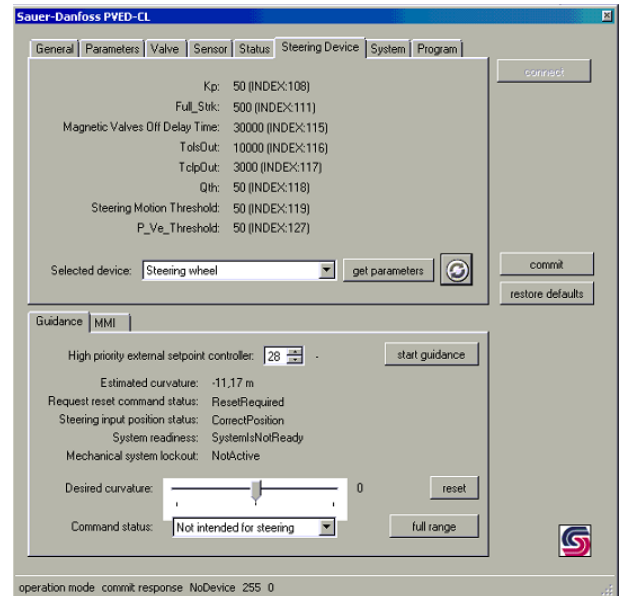 Sauer-Danfoss PVED-CL
General Parameters Valve Sensor Status Steering Device System Program
connect
Kp: 50 (INDEX:108)
Full_Strk: 500 (INDEX:111)
Magnetic Valves Off Delay Time: 30000 (INDEX:115)
TolsOut: 10000 (INDEX:116)
TclpOut: 3000 (INDEX:117)
Qth: 50 (INDEX:118)
Steering Motion Threshold: 50 (INDEX:119)
P_Ve_Threshold: 50 (INDEX:127)
Selected device: Steering wheel get parameters
commit
restore defaults
Guidance MMI
High priority external setpoint controller: 28 - start guidance
Estimated curvature: -11,17 m
Request reset command status: ResetRequired
Steering input position status: CorrectPosition
System readiness: SystemIsNotReady
Mechanical system lockout: NotActive
Desired curvature: 0 reset
Command status: Not intended for steering full range
operation mode commit response NoDevice 255 0